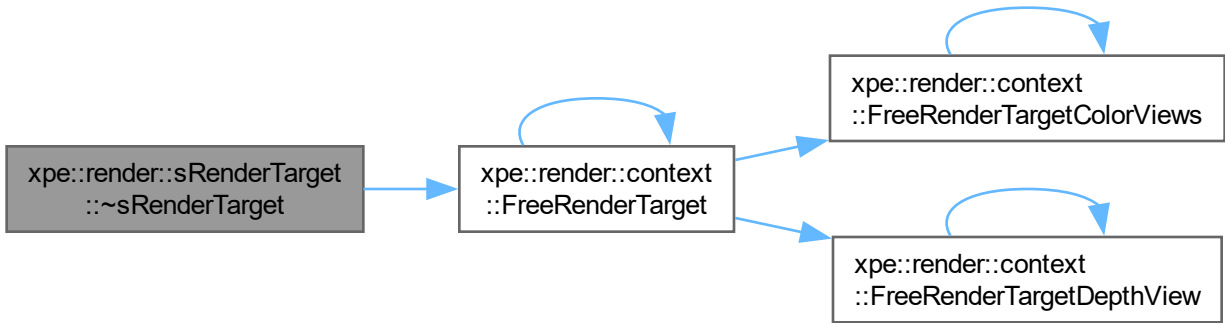 xpe::render::sRenderTarget
::~sRenderTarget
xpe::render::context
::FreeRenderTarget
xpe::render::context
::FreeRenderTargetColorViews
xpe::render::context
::FreeRenderTargetDepthView